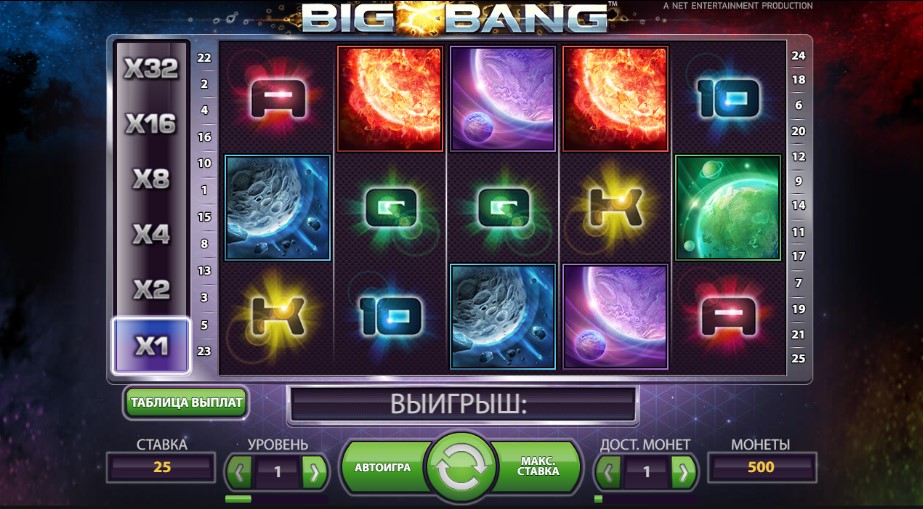 BIG BANG™
A NET ENTERTAINMENT PRODUCTION
X32
X16
X8
X4
X2
X1
22
2
4
16
10
1
15
8
13
3
5
23
A 10
Q Q K
K 10 A
24
18
6
20
12
9
14
11
17
7
19
21
25
ТАБЛИЦА ВЫПЛАТ
ВЫИГРЫШ:
СТАВКА
25
УРОВЕНЬ
1
АВТОИГРА
МАКС.
СТАВКА
ДОСТ. МОНЕТ
1
МОНЕТЫ
500